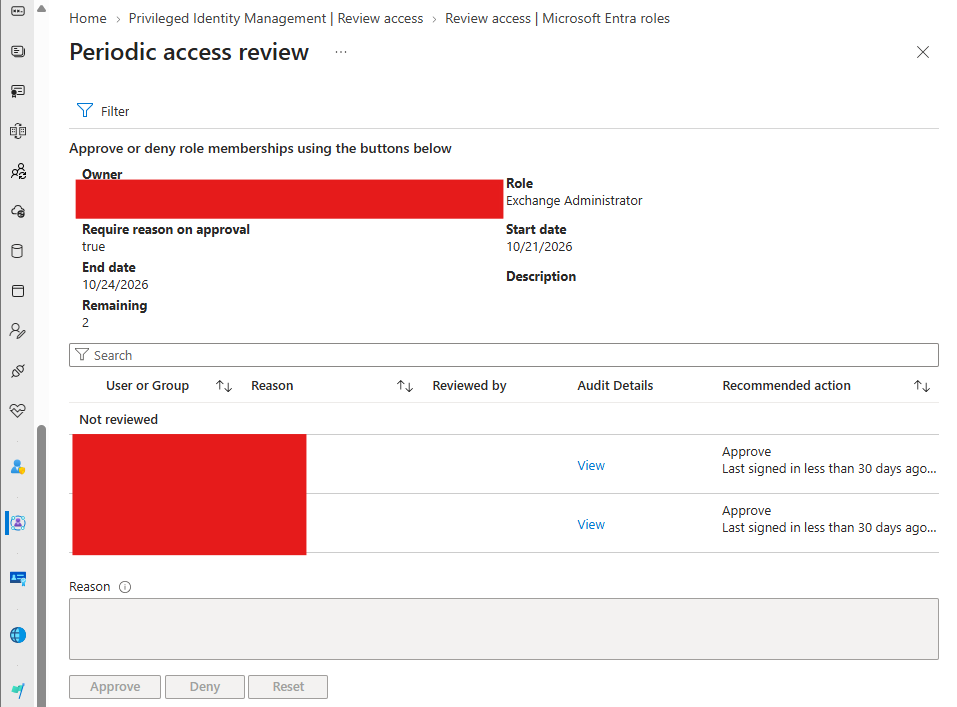 Home > Privileged Identity Management | Review access > Review access | Microsoft Entra roles
Periodic access review ...
Filter
Approve or deny role memberships using the buttons below
Owner
Role
Exchange Administrator
Require reason on approval
true
Start date
10/21/2026
End date
10/24/2026
Description
Remaining
2
Search
User or Group Reason Reviewed by Audit Details Recommended action
Not reviewed
View
Approve
Last signed in less than 30 days ago...
View
Approve
Last signed in less than 30 days ago...
Reason
Approve Deny Reset